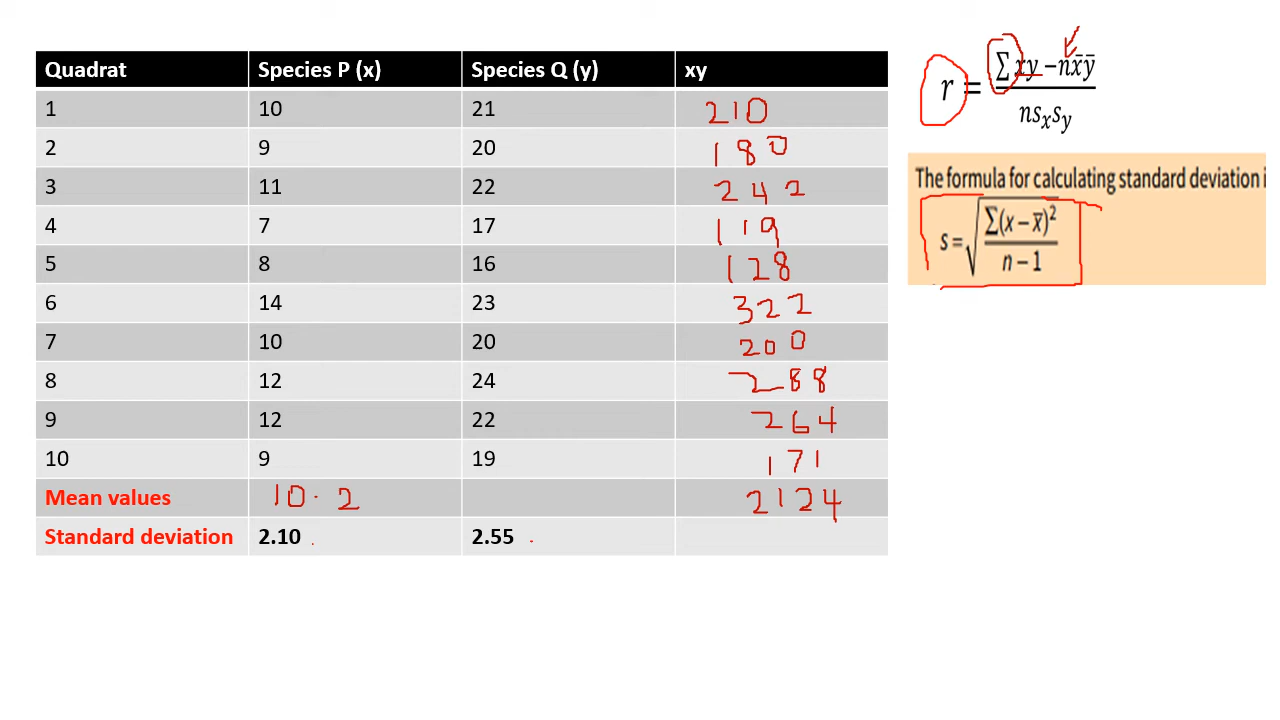 Quadrat Species P (x) Species Q (y) xy
1 10 21 210
2 9 20 180
3 11 22 242
4 7 17 119
5 8 16 128
6 14 23 322
7 10 20 200
8 12 24 288
9 12 22 264
10 9 19 171
Mean values 10.2 2124
Standard deviation 2.10 2.55
r = (∑ xy − nx̄ȳ) / (nsₓsᵧ)
The formula for calculating standard deviation i
s = √(∑(x − x̄)² / (n − 1))